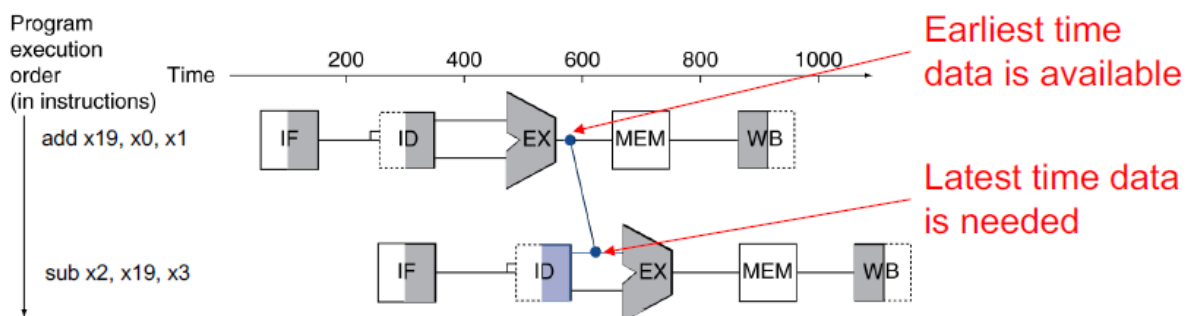 Program
execution
order
(in instructions)
Time
200 400 600 800 1000
Earliest time
data is available
add x19, x0, x1
IF ID EX MEM WB
Latest time data
is needed
sub x2, x19, x3
IF ID EX MEM WB